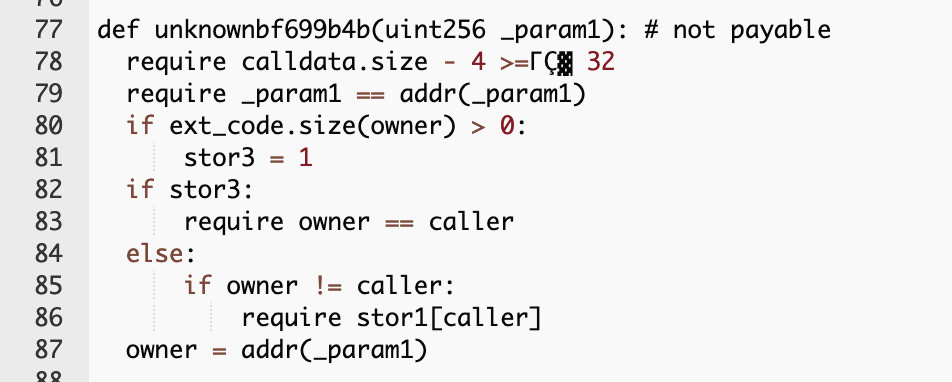 77 def unknownbf699b4b(uint256 _param1): # not payable
78 require calldata.size - 4 >=ΓÇ▓ 32
79 require _param1 == addr(_param1)
80 if ext_code.size(owner) > 0:
81 stor3 = 1
82 if stor3:
83 require owner == caller
84 else:
85 if owner != caller:
86 require stor1[caller]
87 owner = addr(_param1)
88